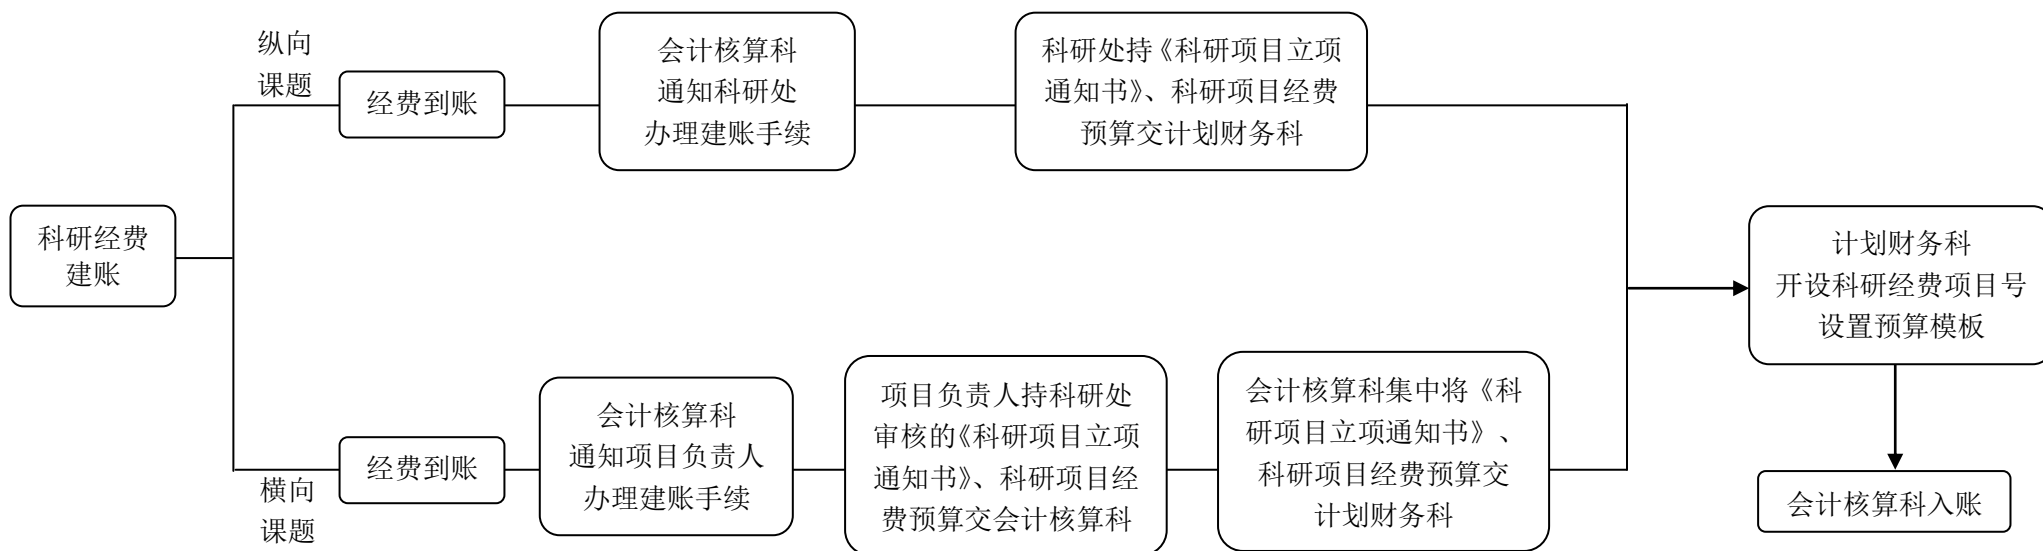 科研经费
建账
纵向
课题
经费到账
会计核算科
通知科研处
办理建账手续
科研处持《科研项目立项
通知书》、科研项目经费
预算交计划财务科
横向
课题
经费到账
会计核算科
通知项目负责人
办理建账手续
项目负责人持科研处
审核的《科研项目立项
通知书》、科研项目经
费预算交会计核算科
会计核算科集中将《科
研项目立项通知书》、
科研项目经费预算交
计划财务科
计划财务科
开设科研经费项目号
设置预算模板
会计核算科入账